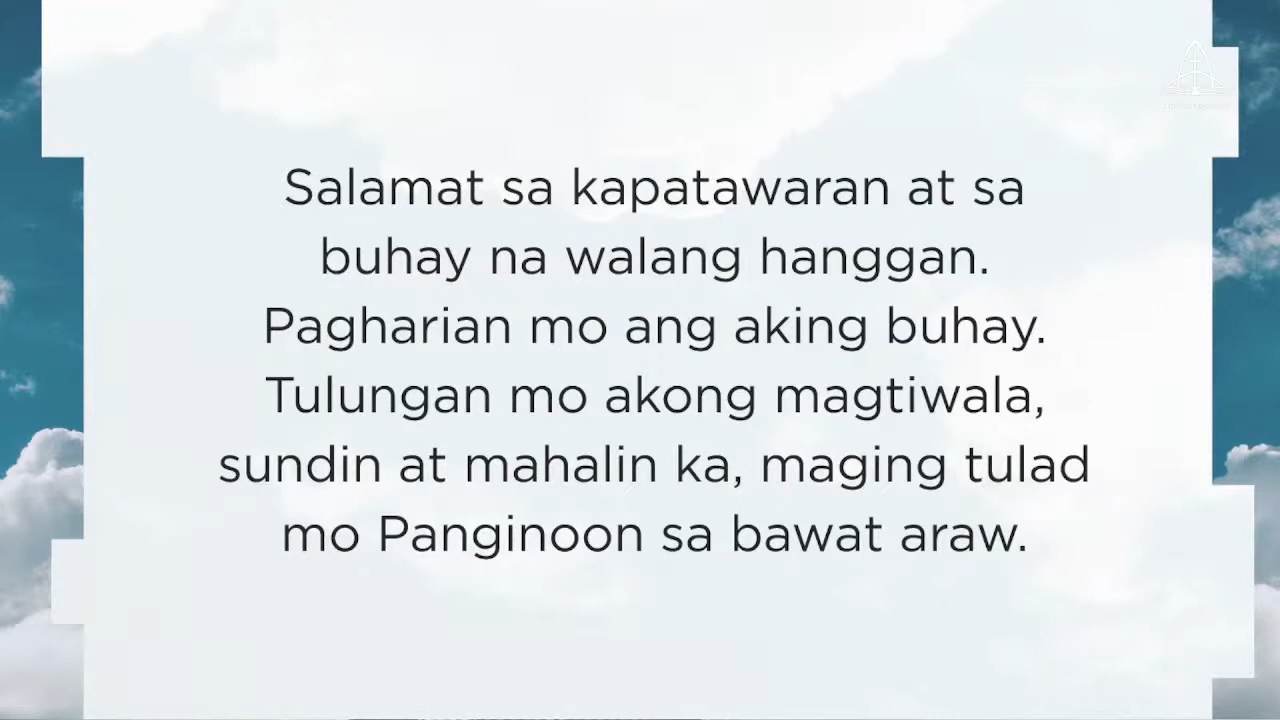 Salamat sa kapatawaran at sa
buhay na walang hanggan.
Pagharian mo ang aking buhay.
Tulungan mo akong magtiwala,
sundin at mahalin ka, maging tulad
mo Panginoon sa bawat araw.